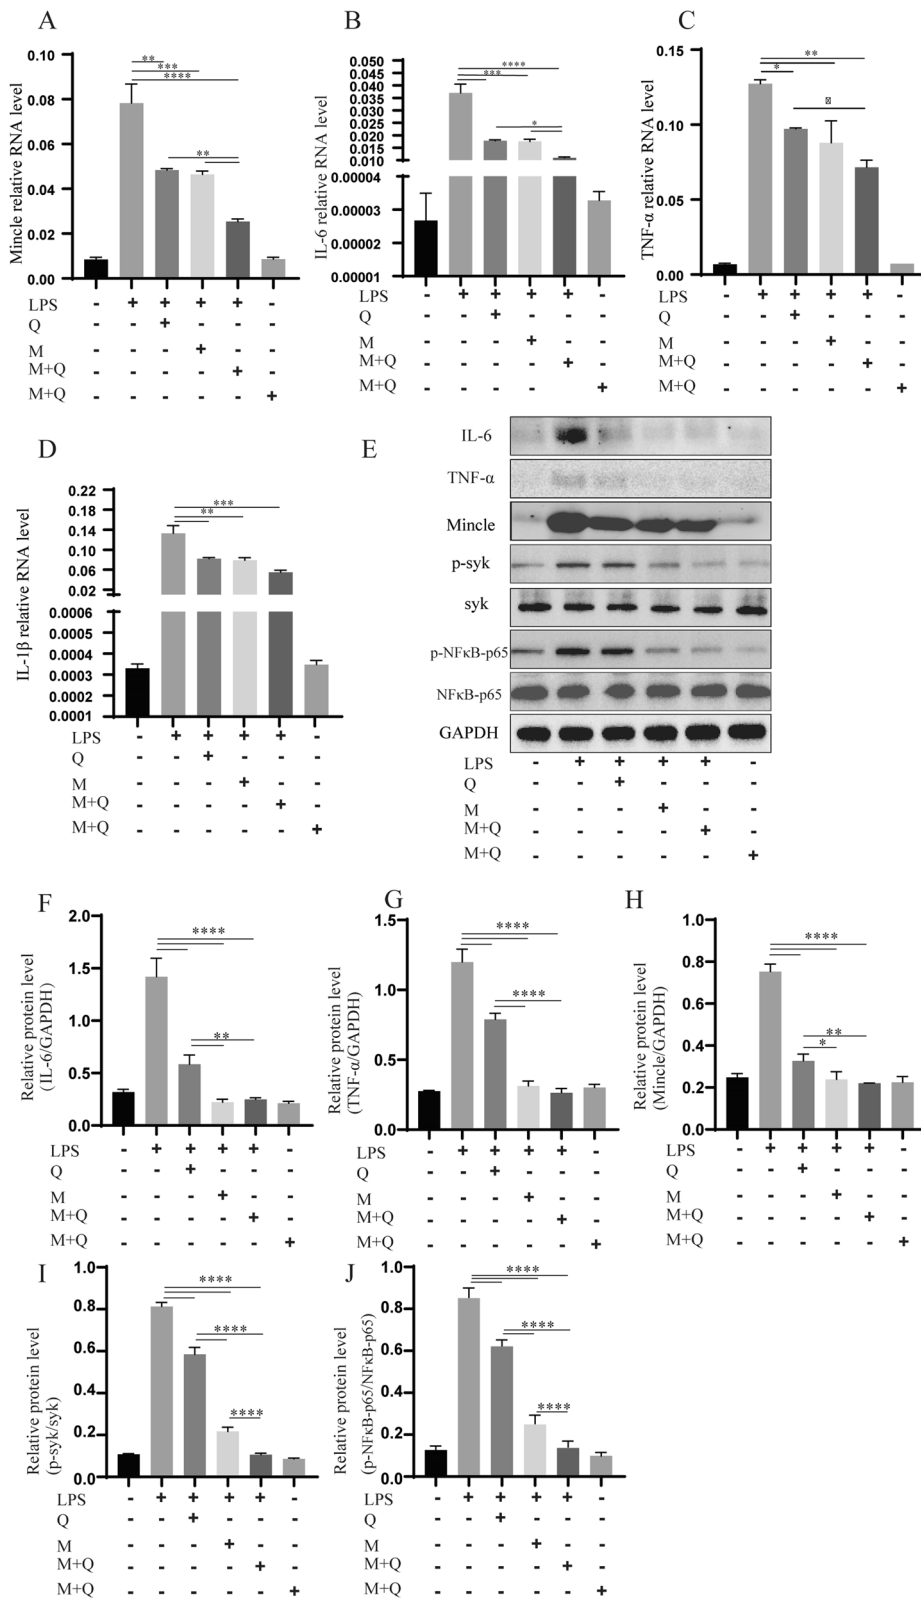 A
Mincle relative RNA level
0.10
0.08
0.06
0.04
0.02
0.00
**
***
****
**
LPS - + + + + -
Q - - + - - -
M - - - + - -
M+Q - - - - + -
M+Q - - - - - +
B
IL-6 relative RNA level
0.050
0.045
0.040
0.035
0.030
0.025
0.020
0.015
0.010
0.00004
0.00003
0.00002
0.00001
****
***
*
LPS - + + + + -
Q - - + - - -
M - - - + - -
M+Q - - - - + -
M+Q - - - - - +
C
TNF-α relative RNA level
0.15
0.10
0.05
0.00
**
*
LPS - + + + + -
Q - - + - - -
M - - - + - -
M+Q - - - - + -
M+Q - - - - - +
D
IL-1β relative RNA level
0.22
0.18
0.14
0.10
0.06
0.02
0.0006
0.0005
0.0004
0.0003
0.0002
0.0001
***
**
LPS - + + + + -
Q - - + - - -
M - - - + - -
M+Q - - - - + -
M+Q - - - - - +
E
IL-6
TNF-α
Mincle
p-syk
syk
p-NFκB-p65
NFκB-p65
GAPDH
LPS - + + + + -
Q - - + - - -
M - - - + - -
M+Q - - - - + -
M+Q - - - - - +
F
Relative protein level
(IL-6/GAPDH)
2.0
1.5
1.0
0.5
0.0
****
**
LPS - + + + + -
Q - - + - - -
M - - - + - -
M+Q - - - - + -
M+Q - - - - - +
G
Relative protein level
(TNF-α/GAPDH)
1.5
1.0
0.5
0.0
****
****
LPS - + + + + -
Q - - + - - -
M - - - + - -
M+Q - - - - + -
M+Q - - - - - +
H
Relative protein level
(Mincle/GAPDH)
1.0
0.8
0.6
0.4
0.2
0.0
****
**
*
LPS - + + + + -
Q - - + - - -
M - - - + - -
M+Q - - - - + -
M+Q - - - - - +
I
Relative protein level
(p-syk/syk)
1.0
0.8
0.6
0.4
0.2
0.0
****
****
****
LPS - + + + + -
Q - - + - - -
M - - - + - -
M+Q - - - - + -
M+Q - - - - - +
J
Relative protein level
(p-NFκB-p65/NFκB-p65)
1.0
0.8
0.6
0.4
0.2
0.0
****
****
****
LPS - + + + + -
Q - - + - - -
M - - - + - -
M+Q - - - - + -
M+Q - - - - - +